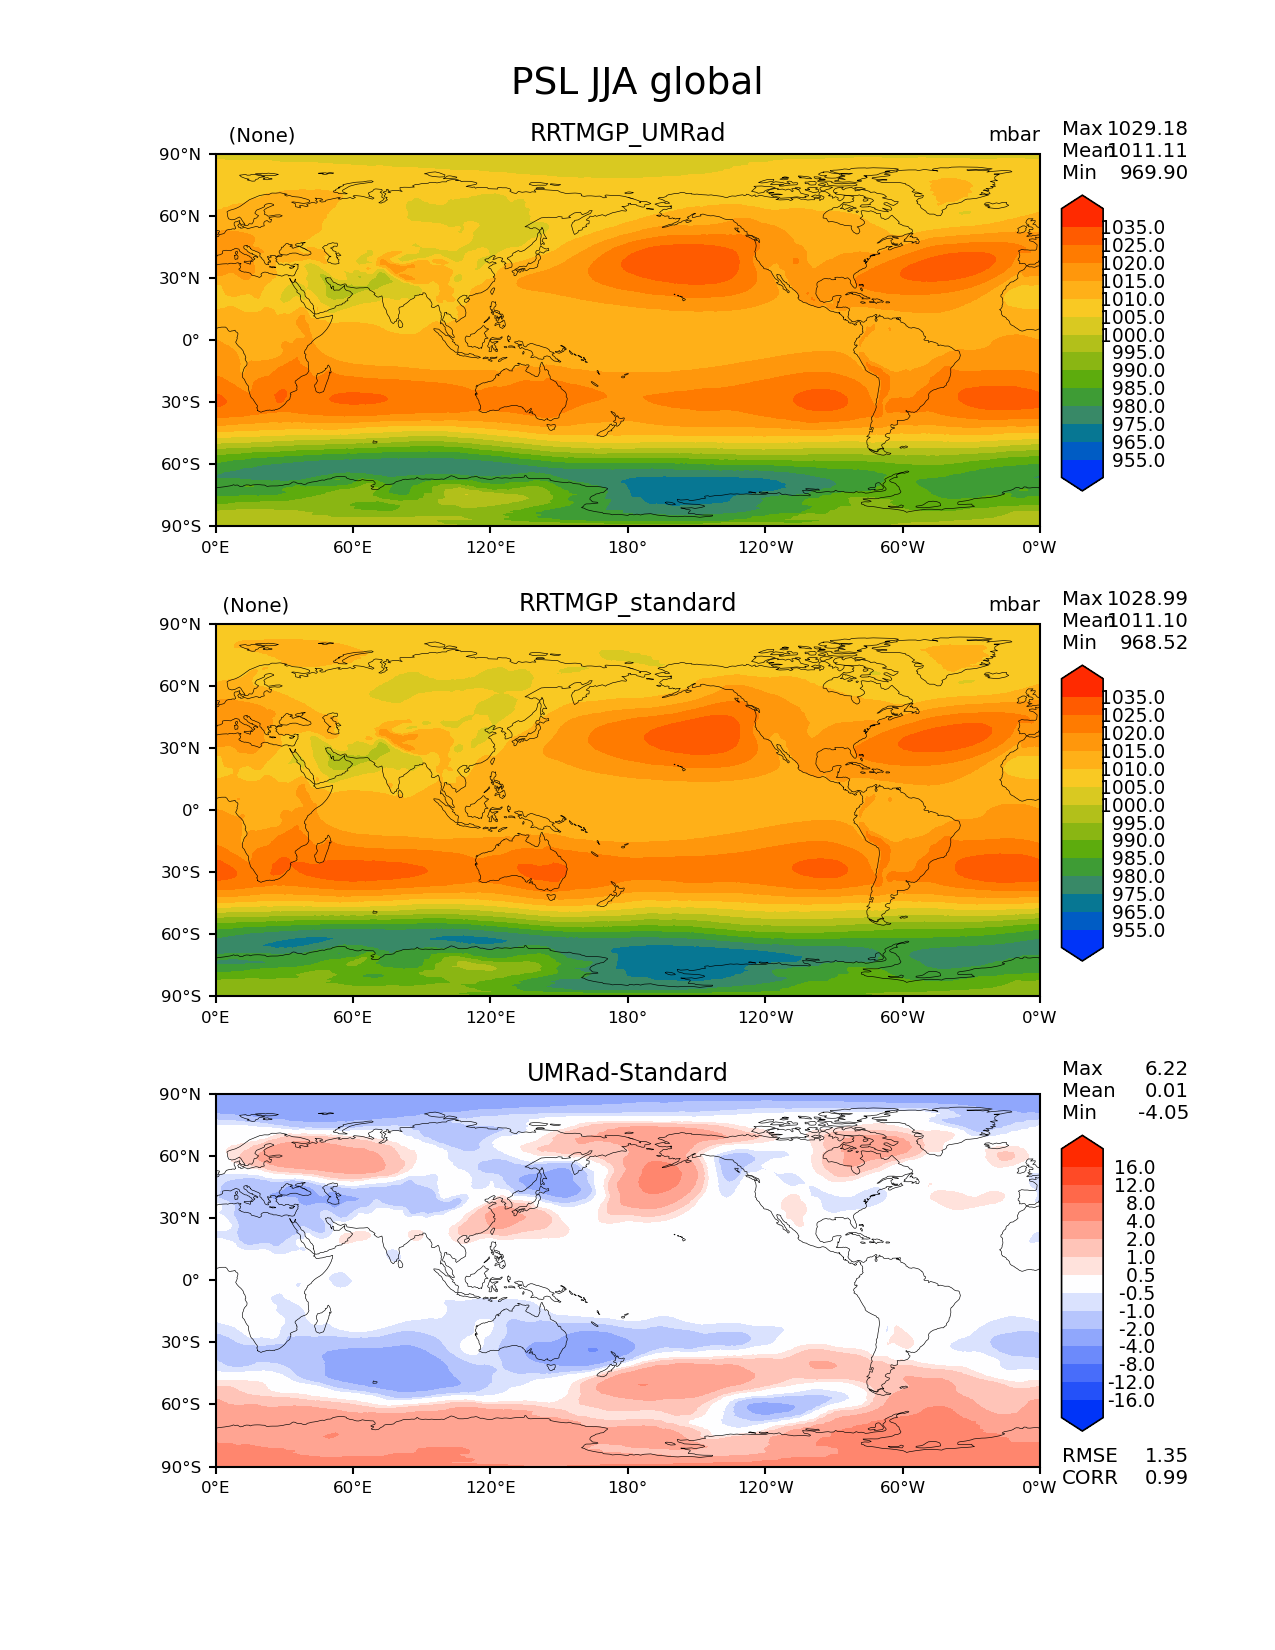 PSL JJA global
(None) RRTMGP_UMRad mbar
Max 1029.18
Mean 1011.11
Min 969.90
90°N
60°N
30°N
0°
30°S
60°S
90°S
0°E 60°E 120°E 180° 120°W 60°W 0°W
1035.0
1025.0
1020.0
1015.0
1010.0
1005.0
1000.0
995.0
990.0
985.0
980.0
975.0
965.0
955.0
(None) RRTMGP_standard mbar
Max 1028.99
Mean 1011.10
Min 968.52
90°N
60°N
30°N
0°
30°S
60°S
90°S
0°E 60°E 120°E 180° 120°W 60°W 0°W
1035.0
1025.0
1020.0
1015.0
1010.0
1005.0
1000.0
995.0
990.0
985.0
980.0
975.0
965.0
955.0
UMRad-Standard
Max 6.22
Mean 0.01
Min -4.05
90°N
60°N
30°N
0°
30°S
60°S
90°S
0°E 60°E 120°E 180° 120°W 60°W 0°W
16.0
12.0
8.0
4.0
2.0
1.0
0.5
-0.5
-1.0
-2.0
-4.0
-8.0
-12.0
-16.0
RMSE 1.35
CORR 0.99